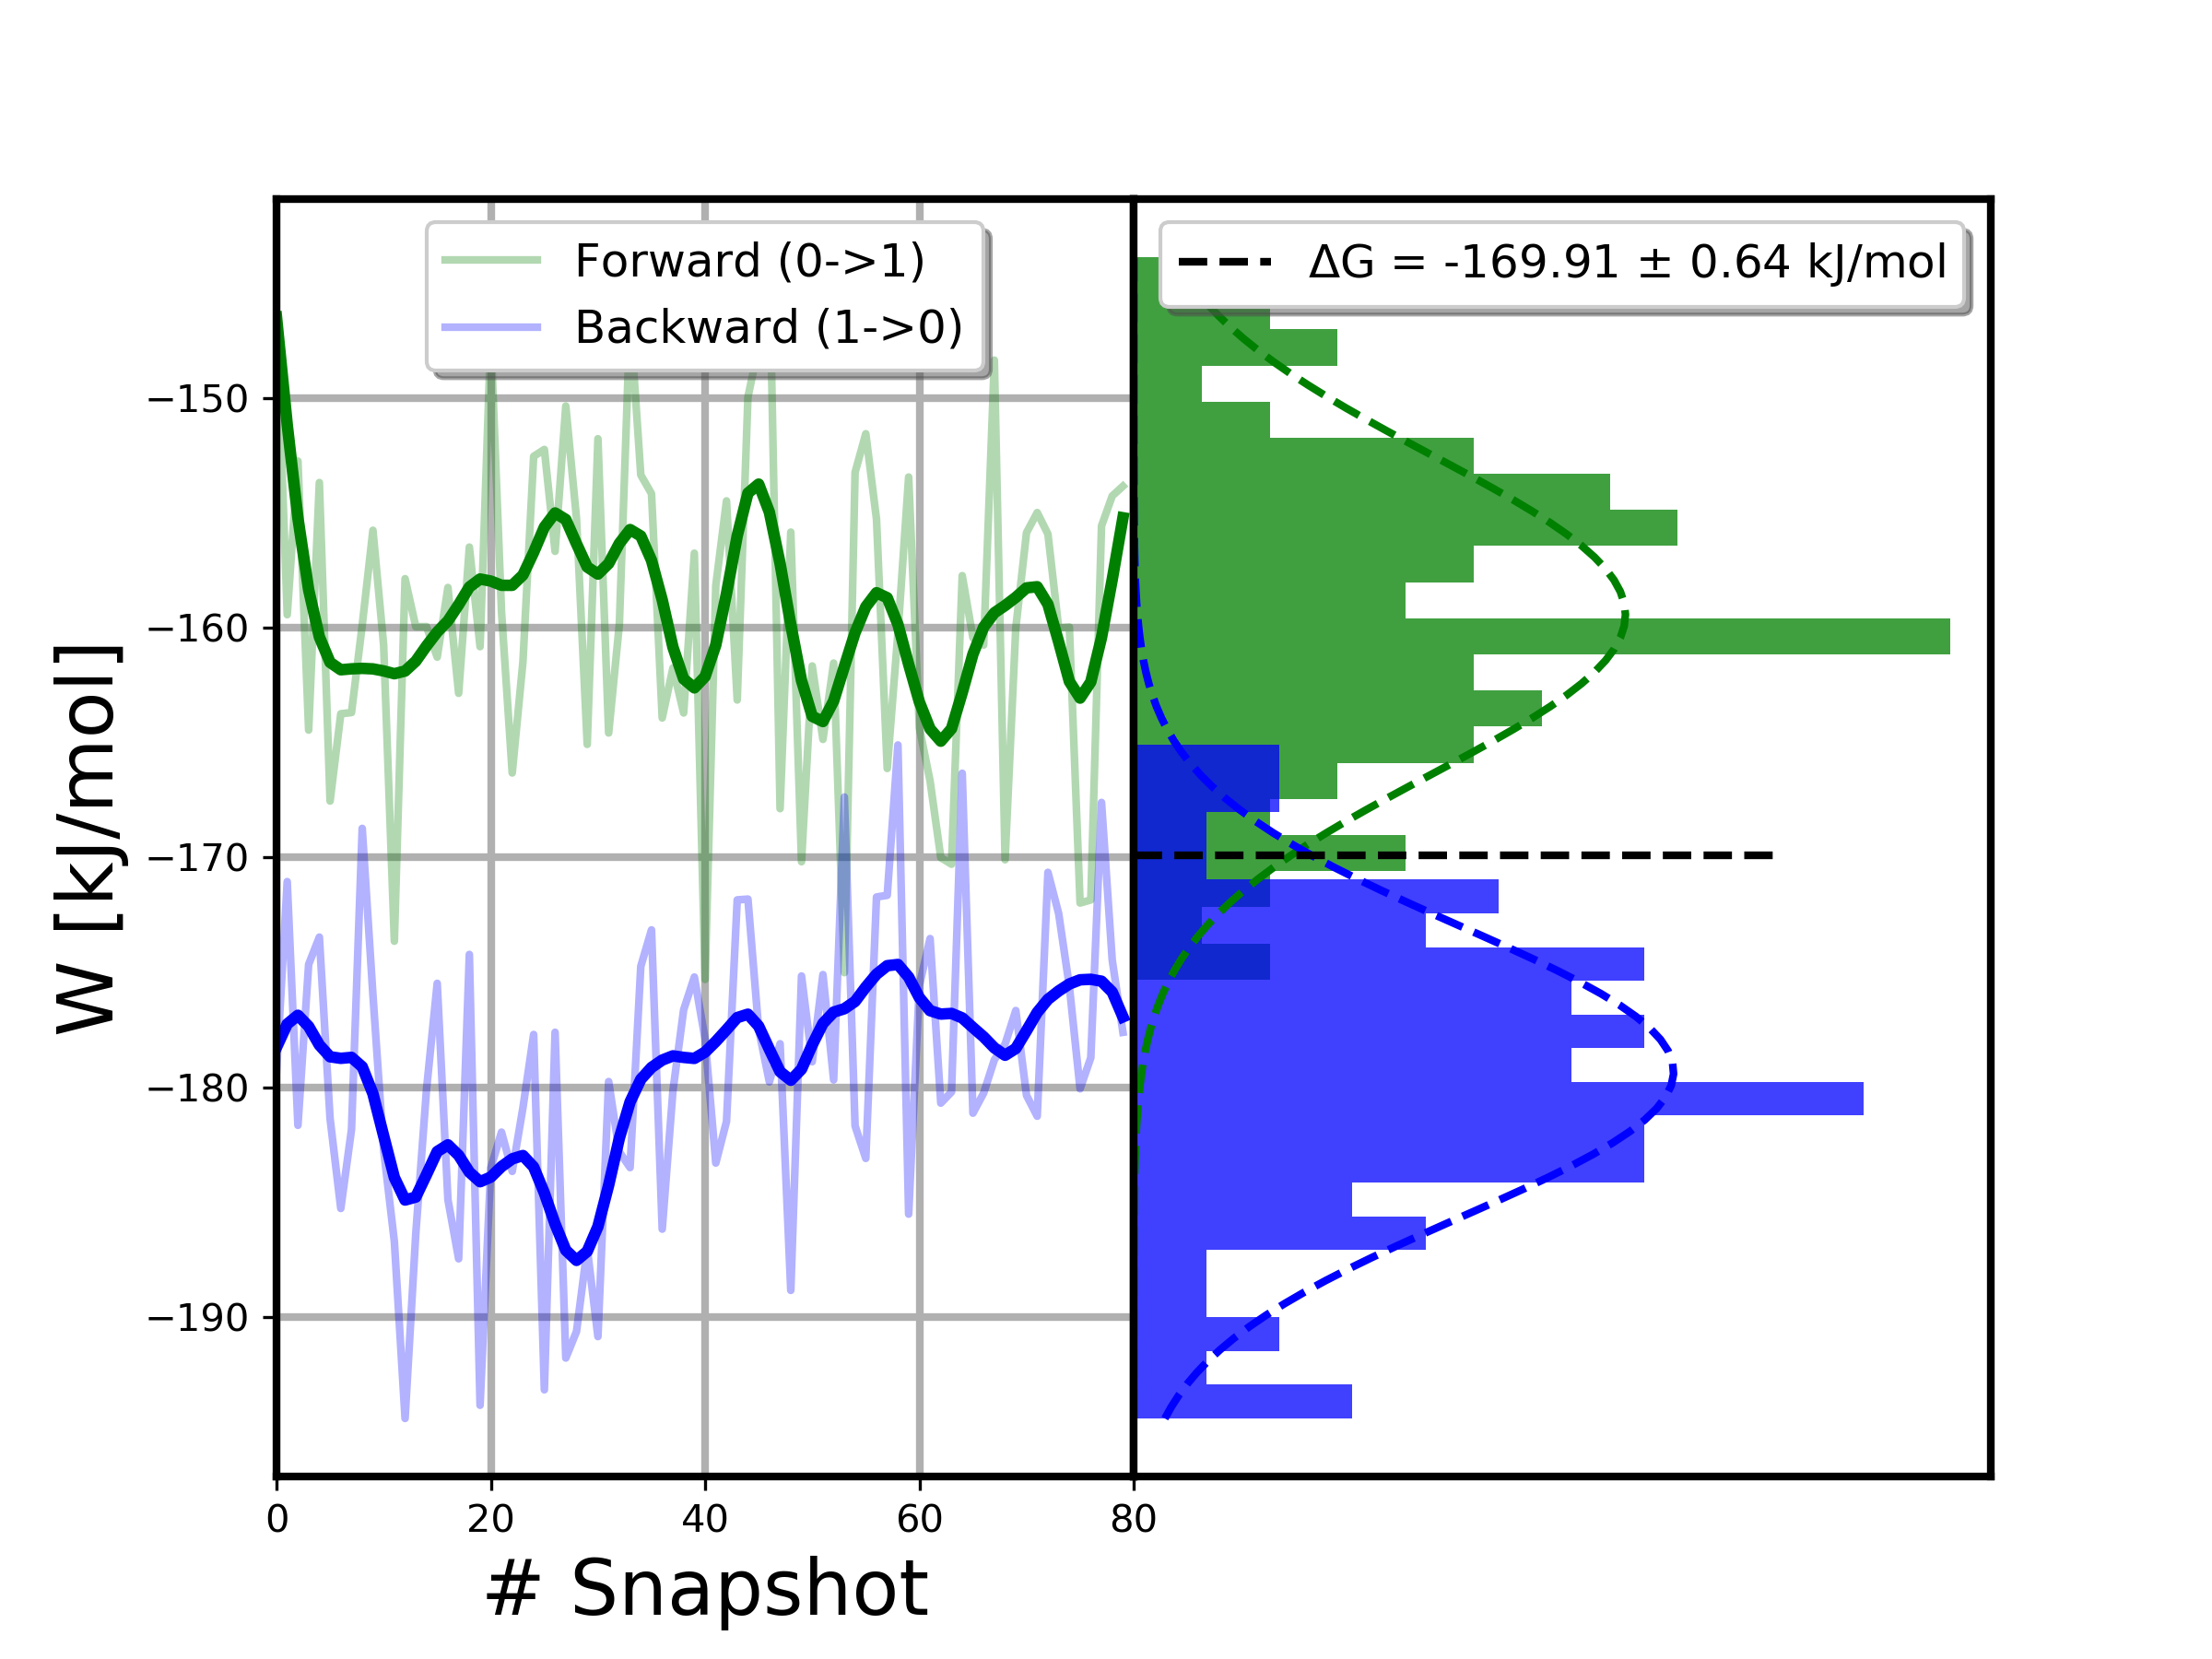 Forward (0->1)
Backward (1->0)
ΔG = -169.91 ± 0.64 kJ/mol
W [kJ/mol]
−150
−160
−170
−180
−190
0 20 40 60 80
# Snapshot